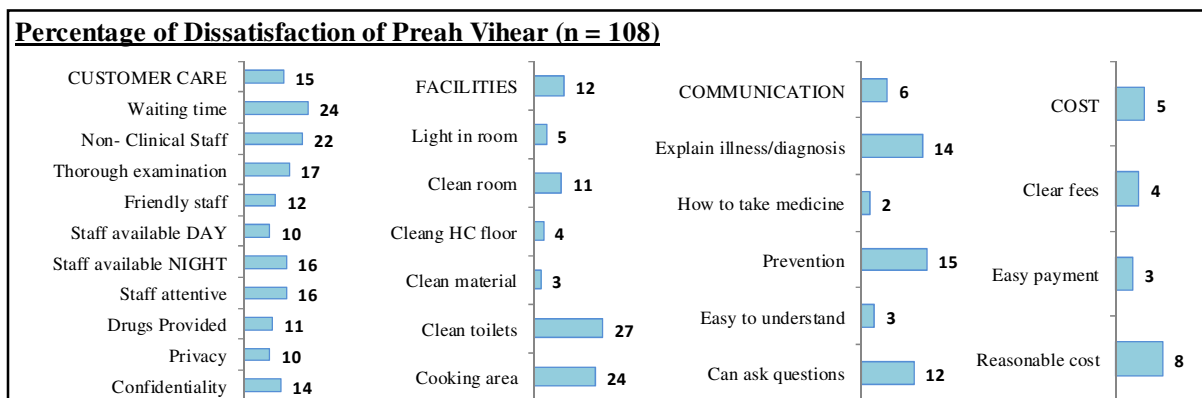 Percentage of Dissatisfaction of Preah Vihear (n = 108)
CUSTOMER CARE 15
Waiting time 24
Non- Clinical Staff 22
Thorough examination 17
Friendly staff 12
Staff available DAY 10
Staff available NIGHT 16
Staff attentive 16
Drugs Provided 11
Privacy 10
Confidentiality 14
FACILITIES 12
Light in room 5
Clean room 11
Cleang HC floor 4
Clean material 3
Clean toilets 27
Cooking area 24
COMMUNICATION 6
Explain illness/diagnosis 14
How to take medicine 2
Prevention 15
Easy to understand 3
Can ask questions 12
COST 5
Clear fees 4
Easy payment 3
Reasonable cost 8